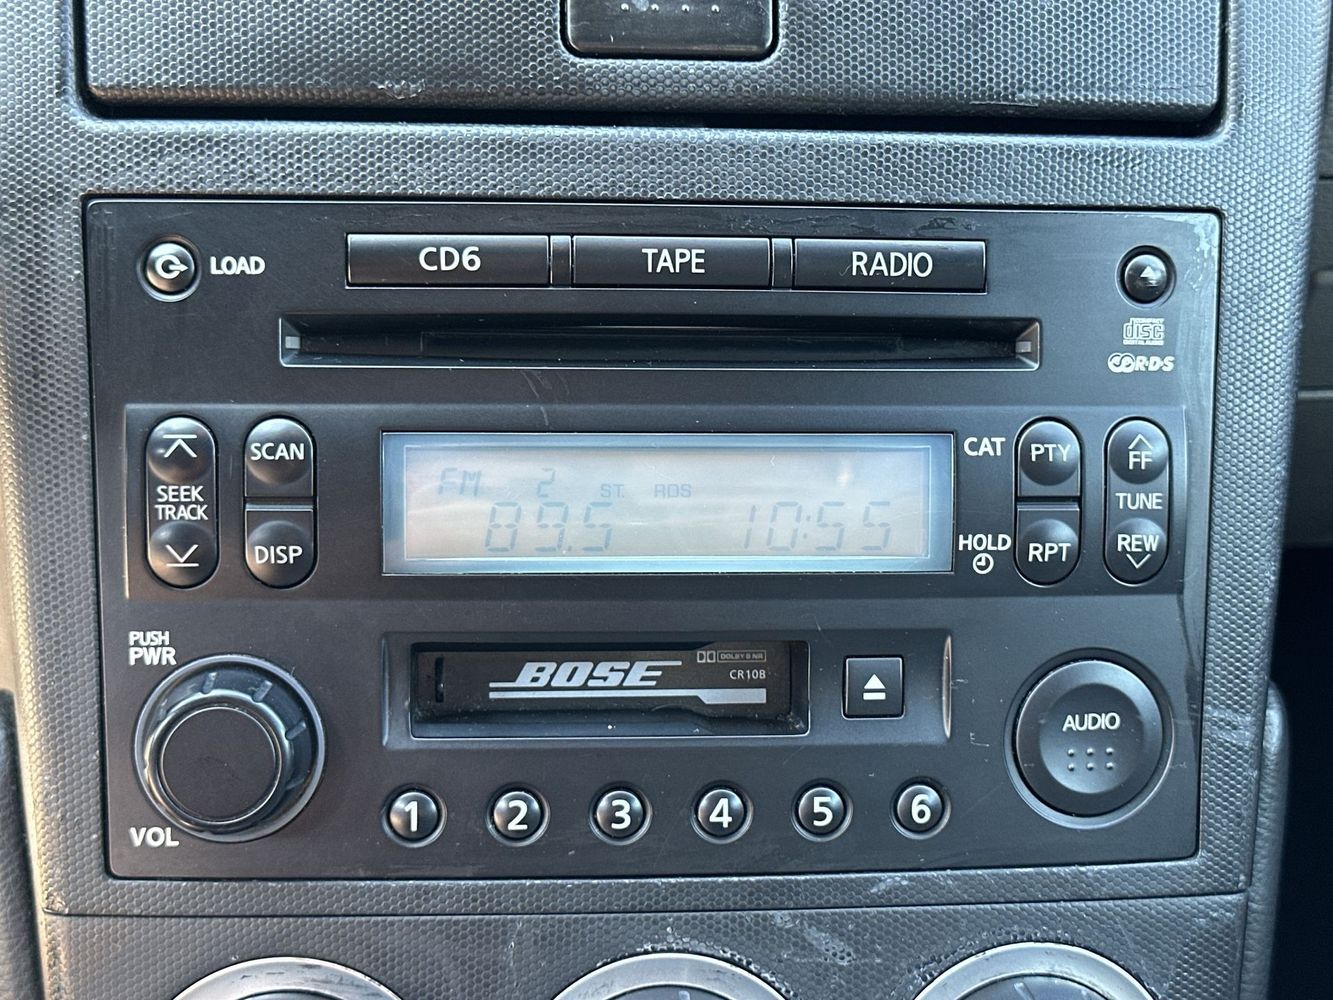 LOAD
CD6
TAPE
RADIO
COMPACT
disc
DIGITAL AUDIO
R·D·S
SEEK
TRACK
SCAN
DISP
FM 2 ST. RDS
89.5 10:55
CAT
HOLD
PTY
RPT
FF
TUNE
REW
PUSH
PWR
VOL
BOSE
DOLBY B NR
CR10B
AUDIO
1 2 3 4 5 6